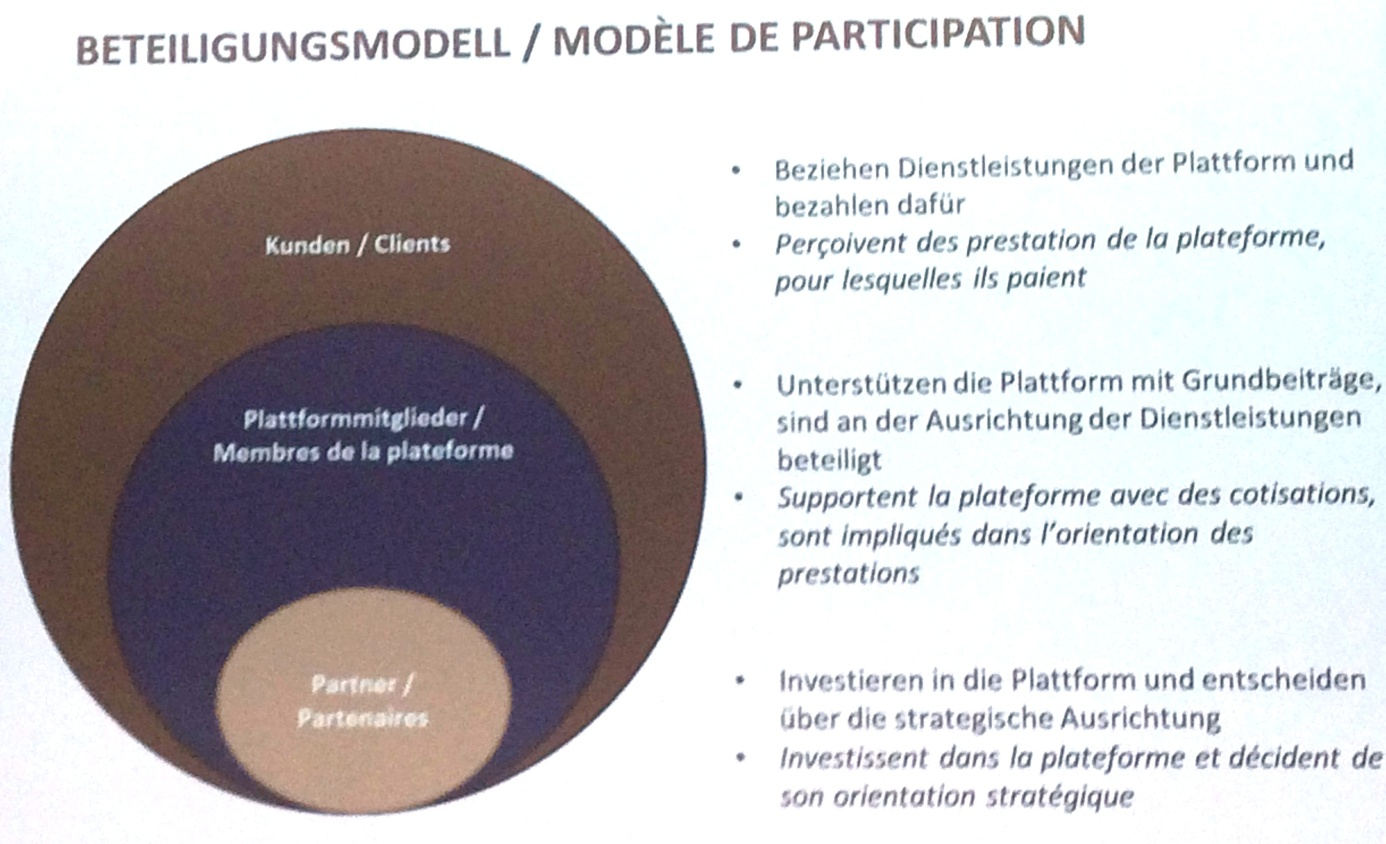 BETEILIGUNGSMODELL / MODÈLE DE PARTICIPATION
Kunden / Clients
Plattformmitglieder /
Membres de la plateforme
Partner /
Partenaires
• Beziehen Dienstleistungen der Plattform und
bezahlen dafür
• Perçoivent des prestation de la plateforme,
pour lesquelles ils paient
• Unterstützen die Plattform mit Grundbeiträge,
sind an der Ausrichtung der Dienstleistungen
beteiligt
• Supportent la plateforme avec des cotisations,
sont impliqués dans l'orientation des
prestations
• Investieren in die Plattform und entscheiden
über die strategische Ausrichtung
• Investissent dans la plateforme et décident de
son orientation stratégique